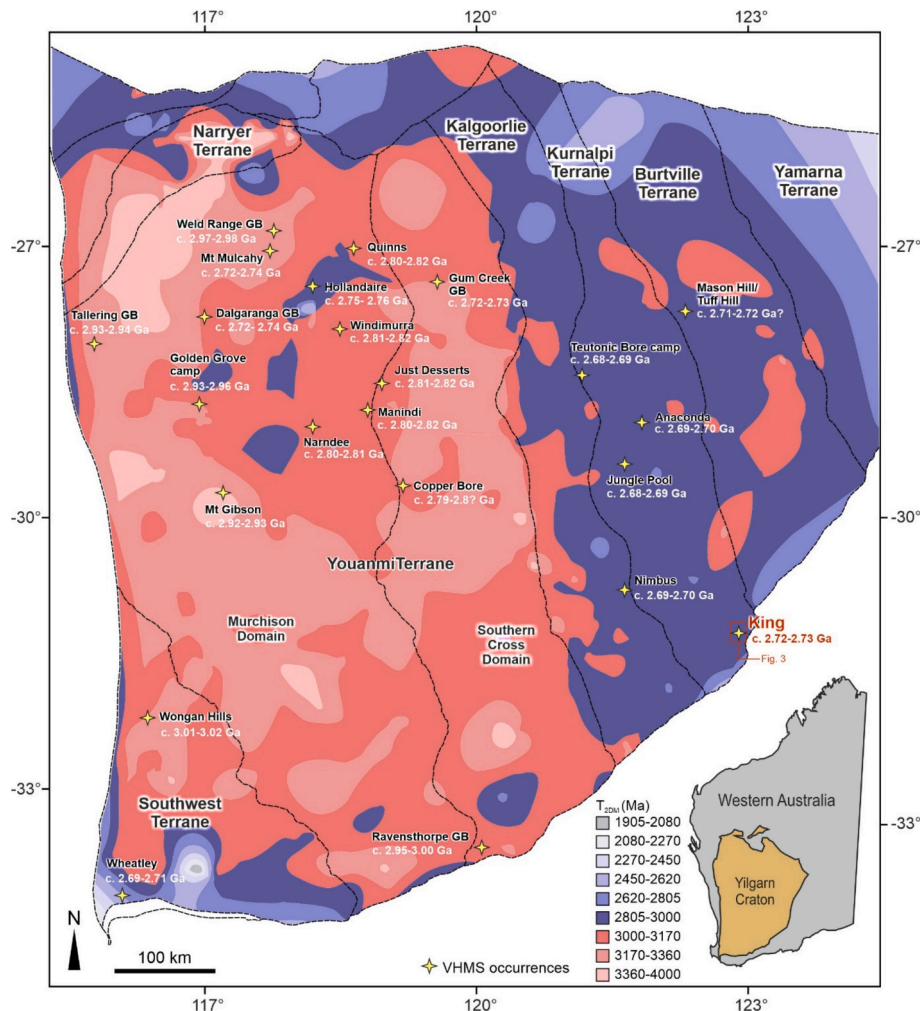 117°
120°
123°
-27°
-30°
-33°
-27°
-30°
-33°
117°
120°
123°
Narryer
Terrane
Kalgoorlie
Terrane
Kurnalpi
Terrane
Burtville
Terrane
Yamarna
Terrane
Weld Range GB
c. 2.97-2.98 Ga
Mt Mulcahy
c. 2.72-2.74 Ga
Quinns
c. 2.80-2.82 Ga
Hollandaire
c. 2.75- 2.76 Ga
Gum Creek
GB
c. 2.72-2.73 Ga
Mason Hill/
Tuff Hill
c. 2.71-2.72 Ga?
Tallering GB
c. 2.93-2.94 Ga
Dalgaranga GB
c. 2.72- 2.74 Ga
Windimurra
c. 2.81-2.82 Ga
Teutonic Bore camp
c. 2.68-2.69 Ga
Golden Grove
camp
c. 2.93-2.96 Ga
Just Desserts
c. 2.81-2.82 Ga
Manindi
c. 2.80-2.82 Ga
Anaconda
c. 2.69-2.70 Ga
Narndee
c. 2.80-2.81 Ga
Jungle Pool
c. 2.68-2.69 Ga
Copper Bore
c. 2.79-2.8? Ga
Mt Gibson
c. 2.92-2.93 Ga
YouanmiTerrane
Nimbus
c. 2.69-2.70 Ga
Murchison
Domain
Southern
Cross
Domain
King
c. 2.72-2.73 Ga
Fig. 3
Wongan Hills
c. 3.01-3.02 Ga
Southwest
Terrane
Ravensthorpe GB
c. 2.95-3.00 Ga
Wheatley
c. 2.69-2.71 Ga
N
100 km
VHMS occurrences
T2DM (Ma)
1905-2080
2080-2270
2270-2450
2450-2620
2620-2805
2805-3000
3000-3170
3170-3360
3360-4000
Western Australia
Yilgarn
Craton